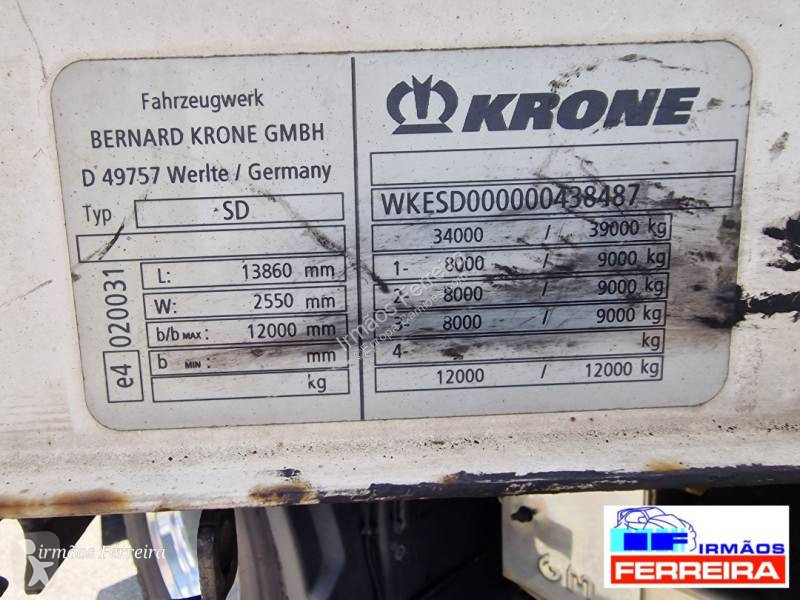 Fahrzeugwerk
BERNARD KRONE GMBH
D 49757 Werlte / Germany
Typ SD
e4 020031
L: 13860 mm
W: 2550 mm
b/b MAX: 12000 mm
b MIN: mm
kg
KRONE
WKESD000000438487
34000 / 39000 kg
1- 8000 / 9000 kg
2- 8000 / 9000 kg
8000 / 9000 kg
4- kg
12000 / 12000 kg
Irmãos Ferreira
irmãos Ferreira
IRMÃOS
FERREIRA